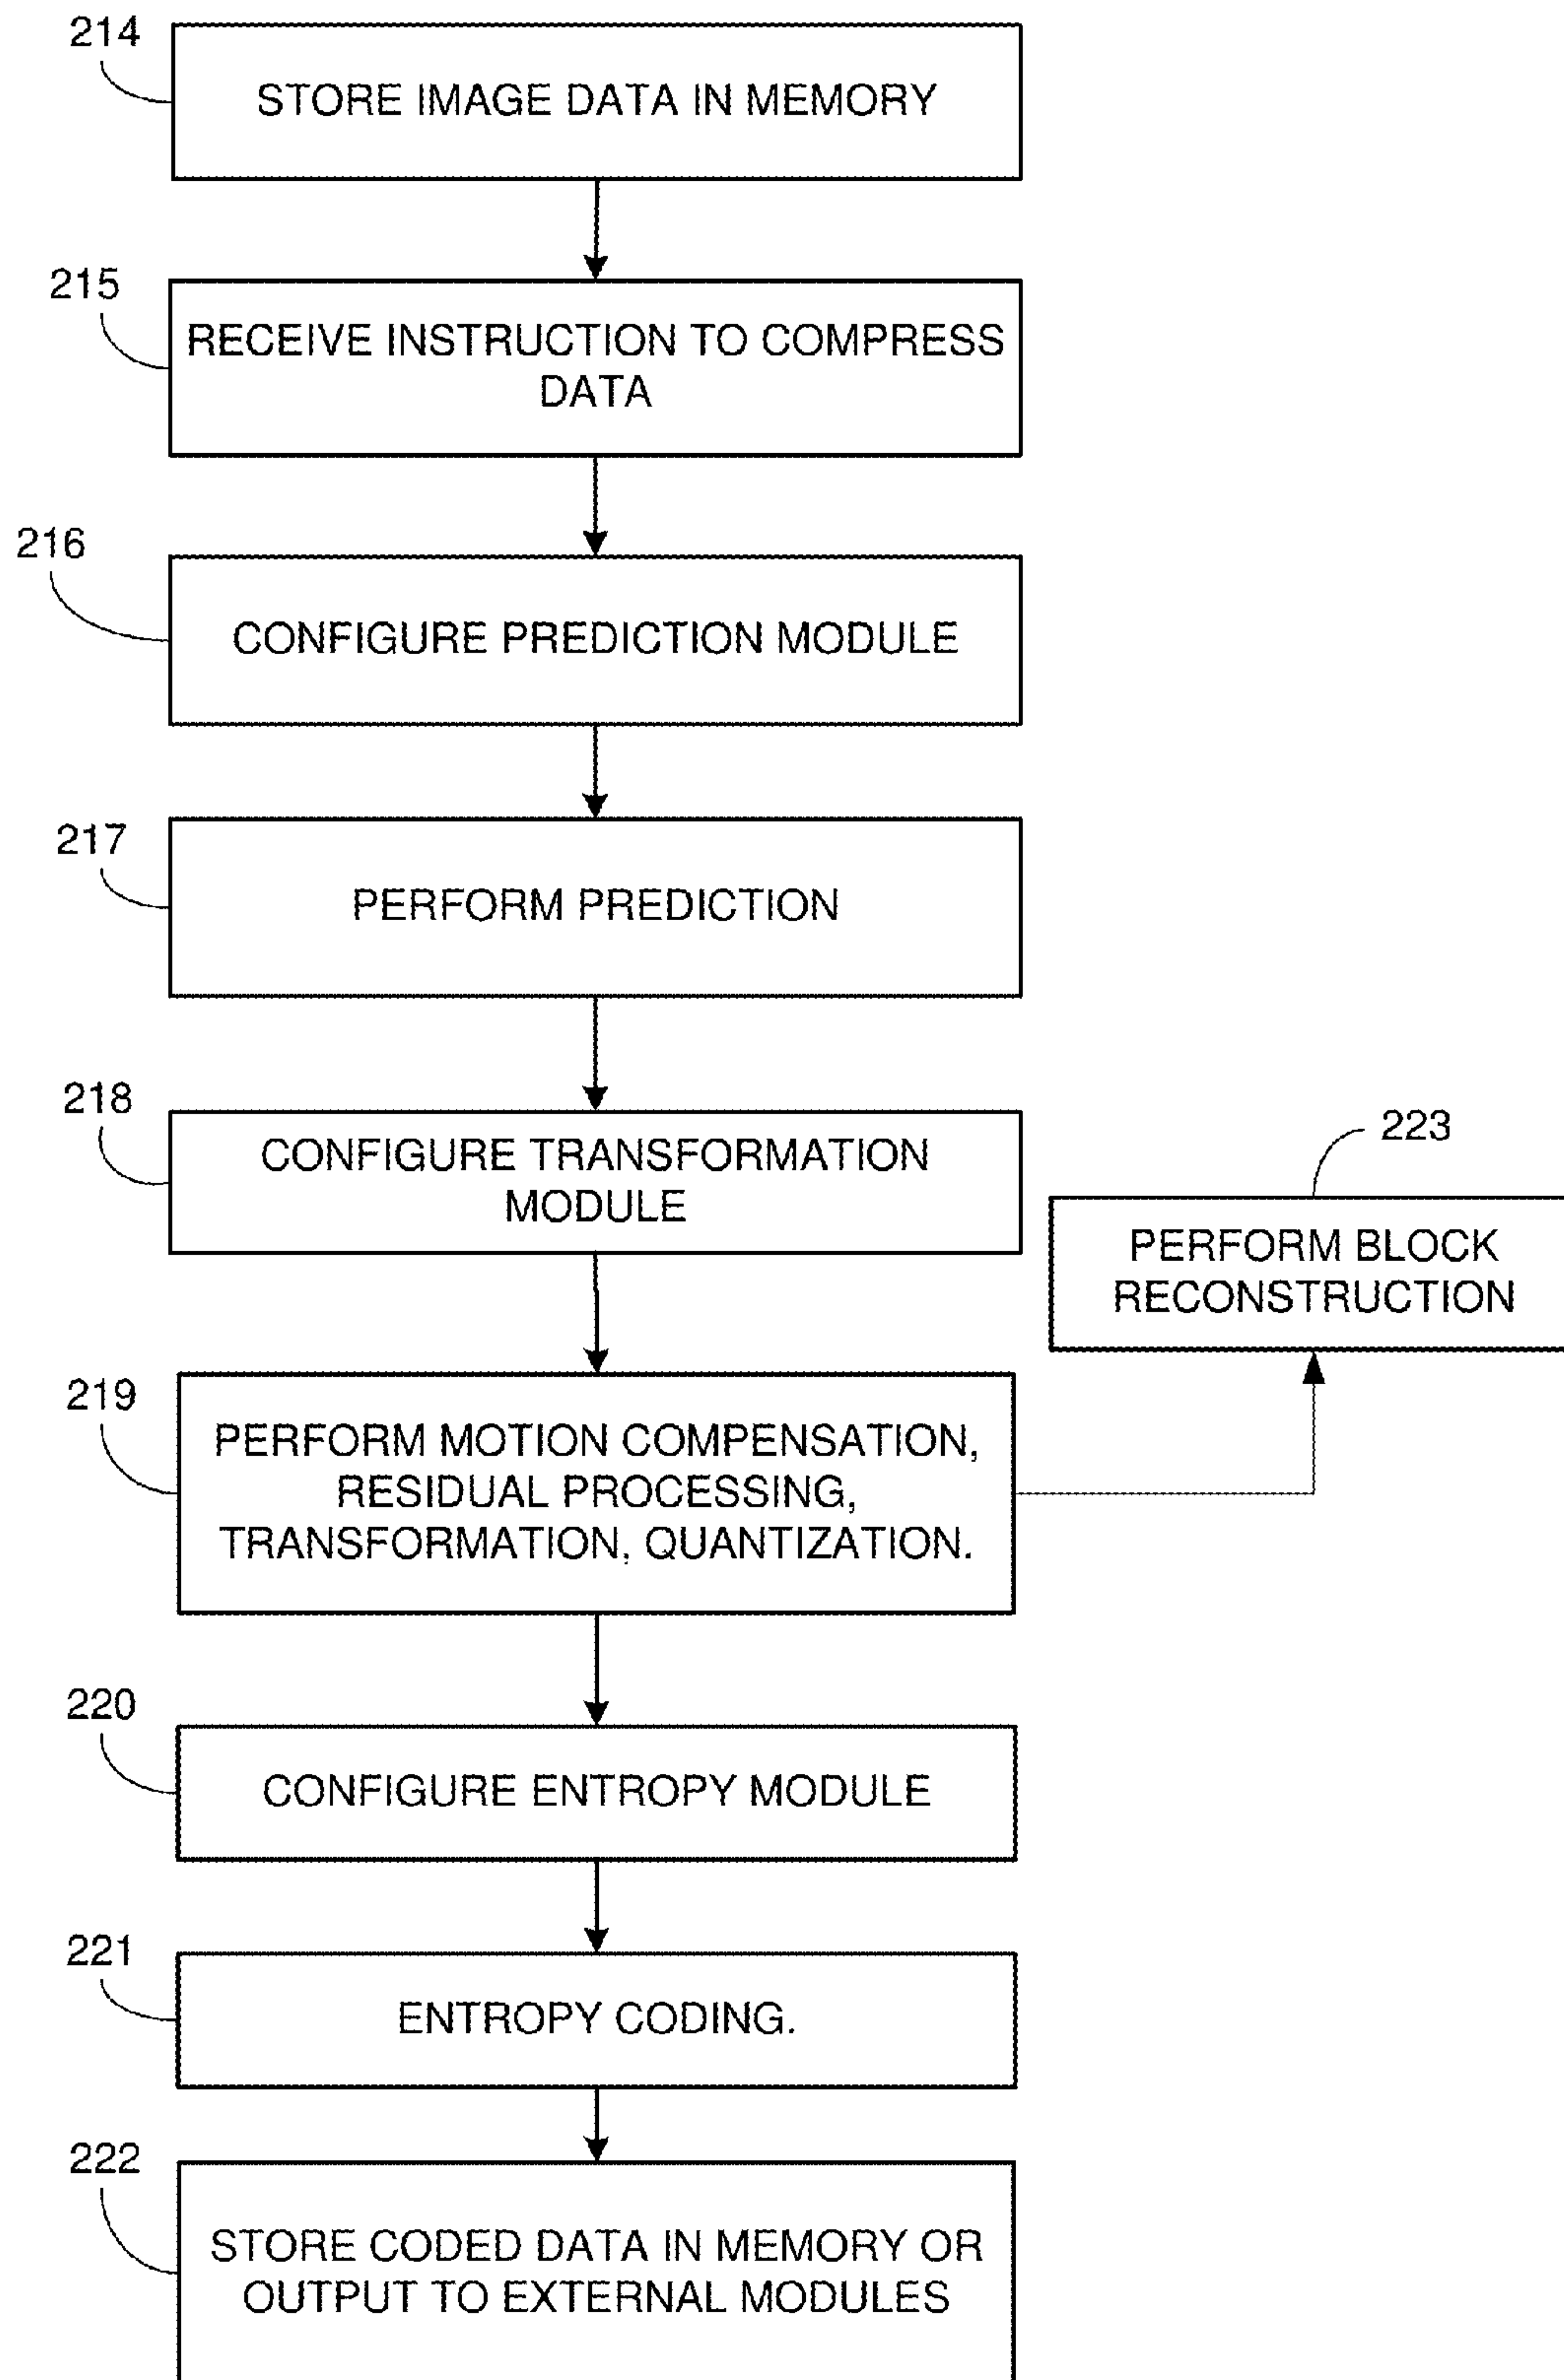 214
STORE IMAGE DATA IN MEMORY
215
RECEIVE INSTRUCTION TO COMPRESS
DATA
216
CONFIGURE PREDICTION MODULE
217
PERFORM PREDICTION
218
CONFIGURE TRANSFORMATION
MODULE
223
PERFORM BLOCK
RECONSTRUCTION
219
PERFORM MOTION COMPENSATION,
RESIDUAL PROCESSING,
TRANSFORMATION, QUANTIZATION.
220
CONFIGURE ENTROPY MODULE
221
ENTROPY CODING.
222
STORE CODED DATA IN MEMORY OR
OUTPUT TO EXTERNAL MODULES